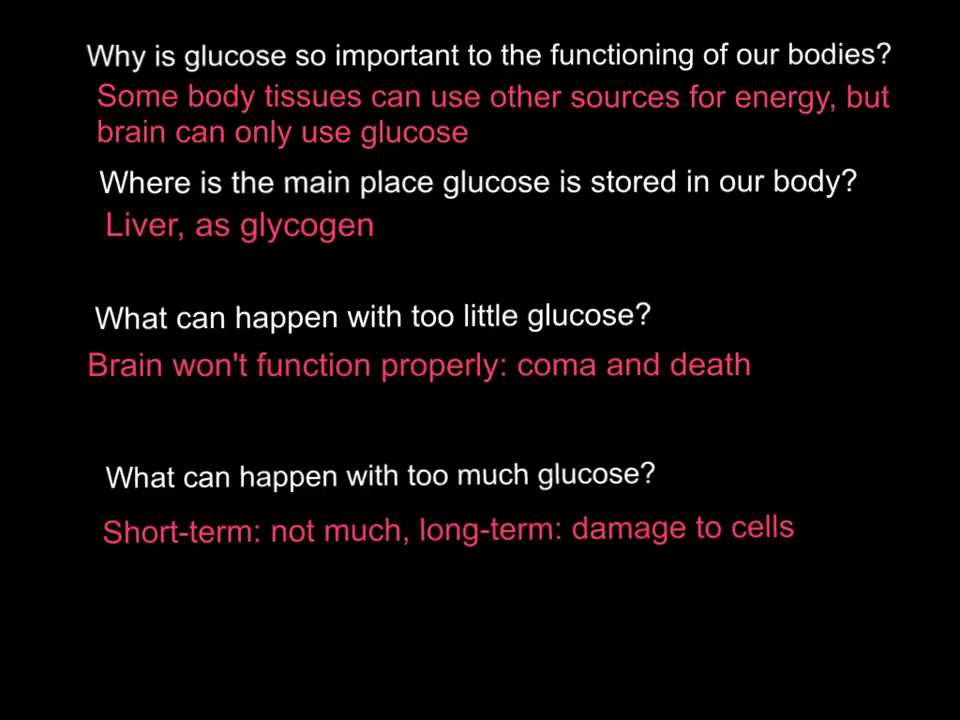 Why is glucose so important to the functioning of our bodies?
Some body tissues can use other sources for energy, but
brain can only use glucose
Where is the main place glucose is stored in our body?
Liver, as glycogen
What can happen with too little glucose?
Brain won't function properly: coma and death
What can happen with too much glucose?
Short-term: not much, long-term: damage to cells